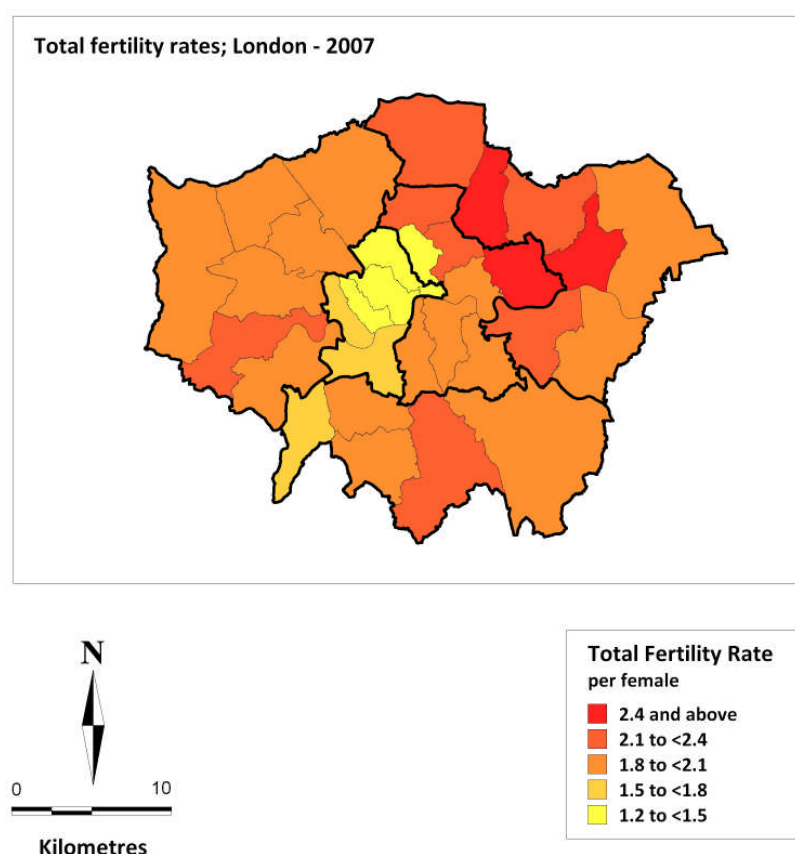 Total fertility rates; London - 2007
N
0 10
Kilometres
Total Fertility Rate
per female
2.4 and above
2.1 to <2.4
1.8 to <2.1
1.5 to <1.8
1.2 to <1.5